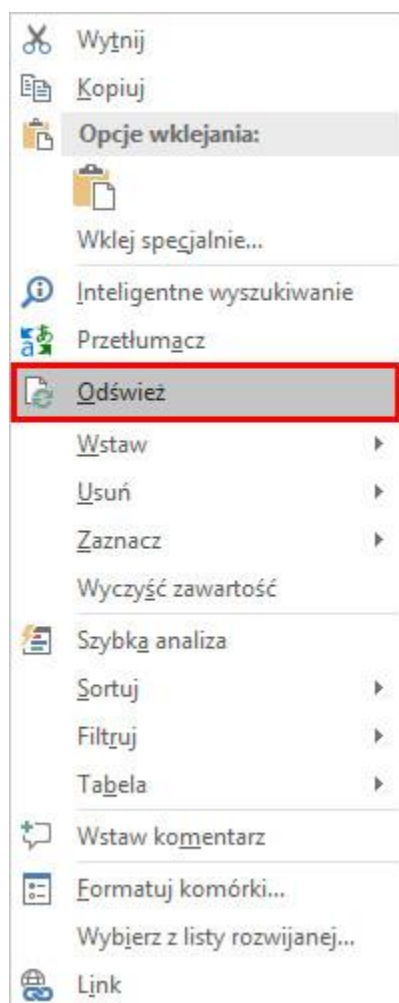 Wytnij
Kopiuj
Opcje wklejania:
Wklej specjalnie...
Inteligentne wyszukiwanie
Przetłumacz
Odśwież
Wstaw
Usuń
Zaznacz
Wyczyść zawartość
Szybka analiza
Sortuj
Filtruj
Tabela
Wstaw komentarz
Formatuj komórki...
Wybierz z listy rozwijanej...
Link